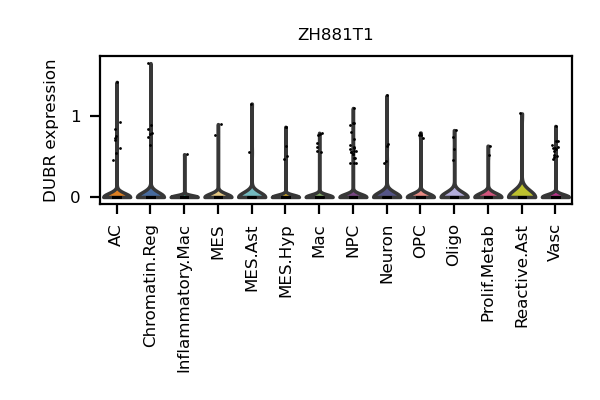 ZH881T1
DUBR expression
1
0
AC
Chromatin.Reg
Inflammatory.Mac
MES
MES.Ast
MES.Hyp
Mac
NPC
Neuron
OPC
Oligo
Prolif.Metab
Reactive.Ast
Vasc